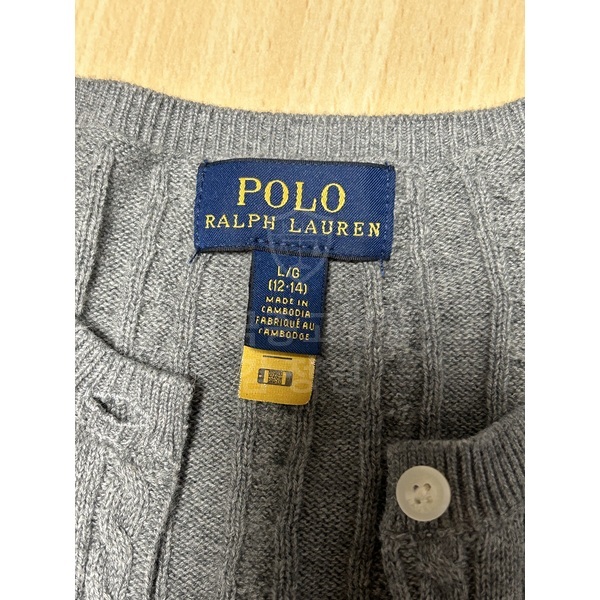 POLO
RALPH LAUREN
L/G
(12-14)
MADE IN
CAMBODIA
FABRIQUÉ AU
CAMBODGE